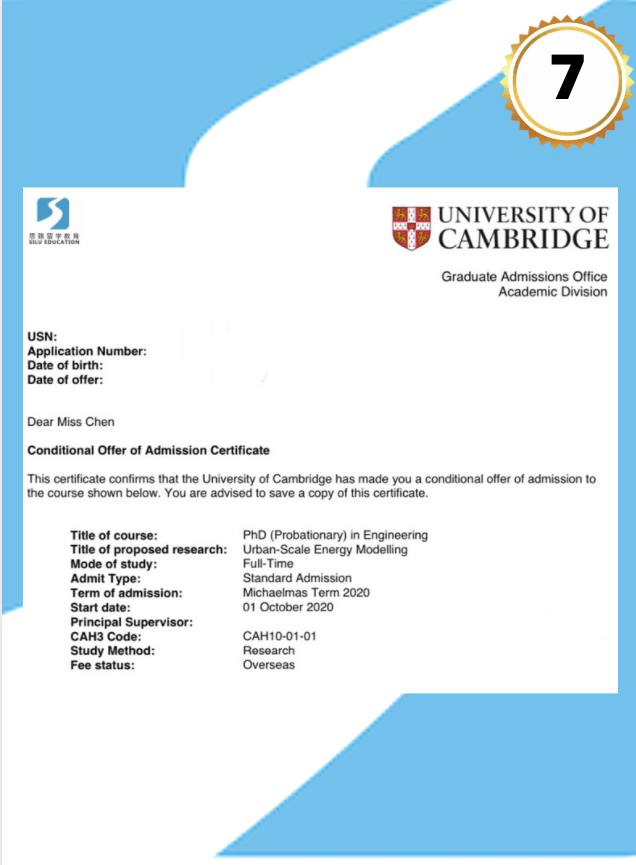 7
思路留学教育
SILU EDUCATION
UNIVERSITY OF
CAMBRIDGE
Graduate Admissions Office
Academic Division
USN:
Application Number:
Date of birth:
Date of offer:
Dear Miss Chen
Conditional Offer of Admission Certificate
This certificate confirms that the University of Cambridge has made you a conditional offer of admission to
the course shown below. You are advised to save a copy of this certificate.
Title of course: PhD (Probationary) in Engineering
Title of proposed research: Urban-Scale Energy Modelling
Mode of study: Full-Time
Admit Type: Standard Admission
Term of admission: Michaelmas Term 2020
Start date: 01 October 2020
Principal Supervisor:
CAH3 Code: CAH10-01-01
Study Method: Research
Fee status: Overseas